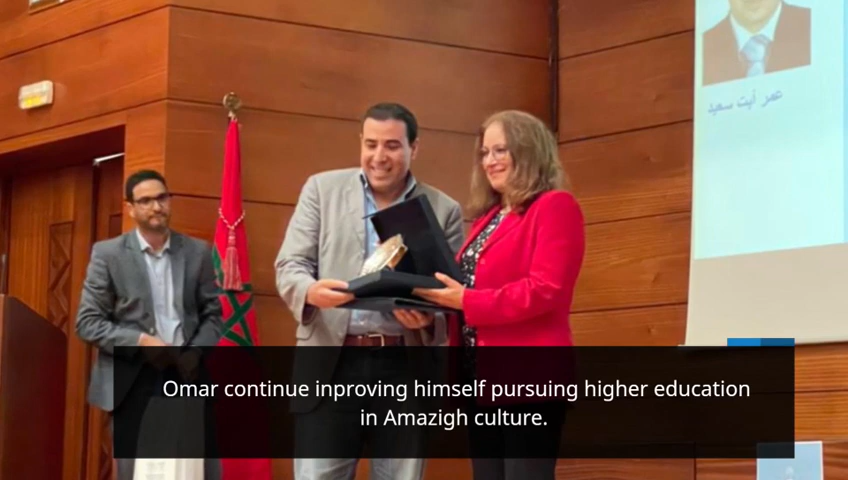 عمر أيت سعيد
Omar continue inproving himself pursuing higher education
in Amazigh culture.